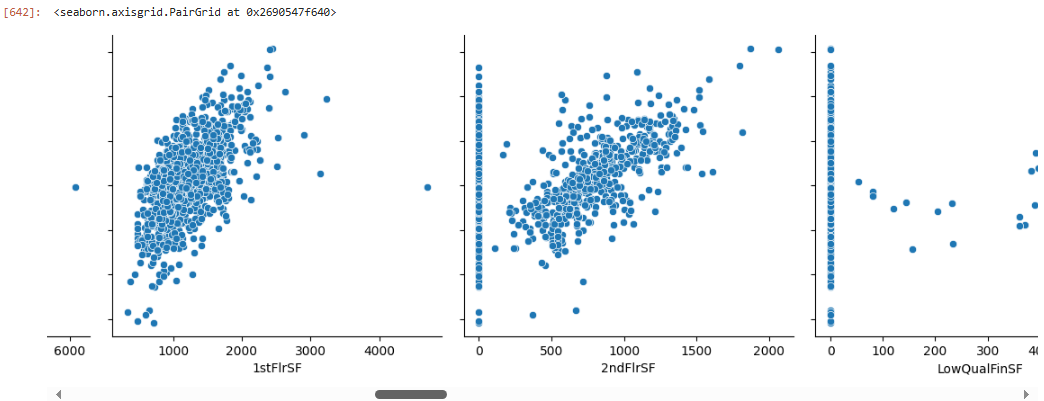 [642]: <seaborn.axisgrid.PairGrid at 0x2690547f640>
6000 1000 2000 3000 4000 0 500 1000 1500 2000 0 100 200 300
1stFlrSF 2ndFlrSF LowQualFinSF